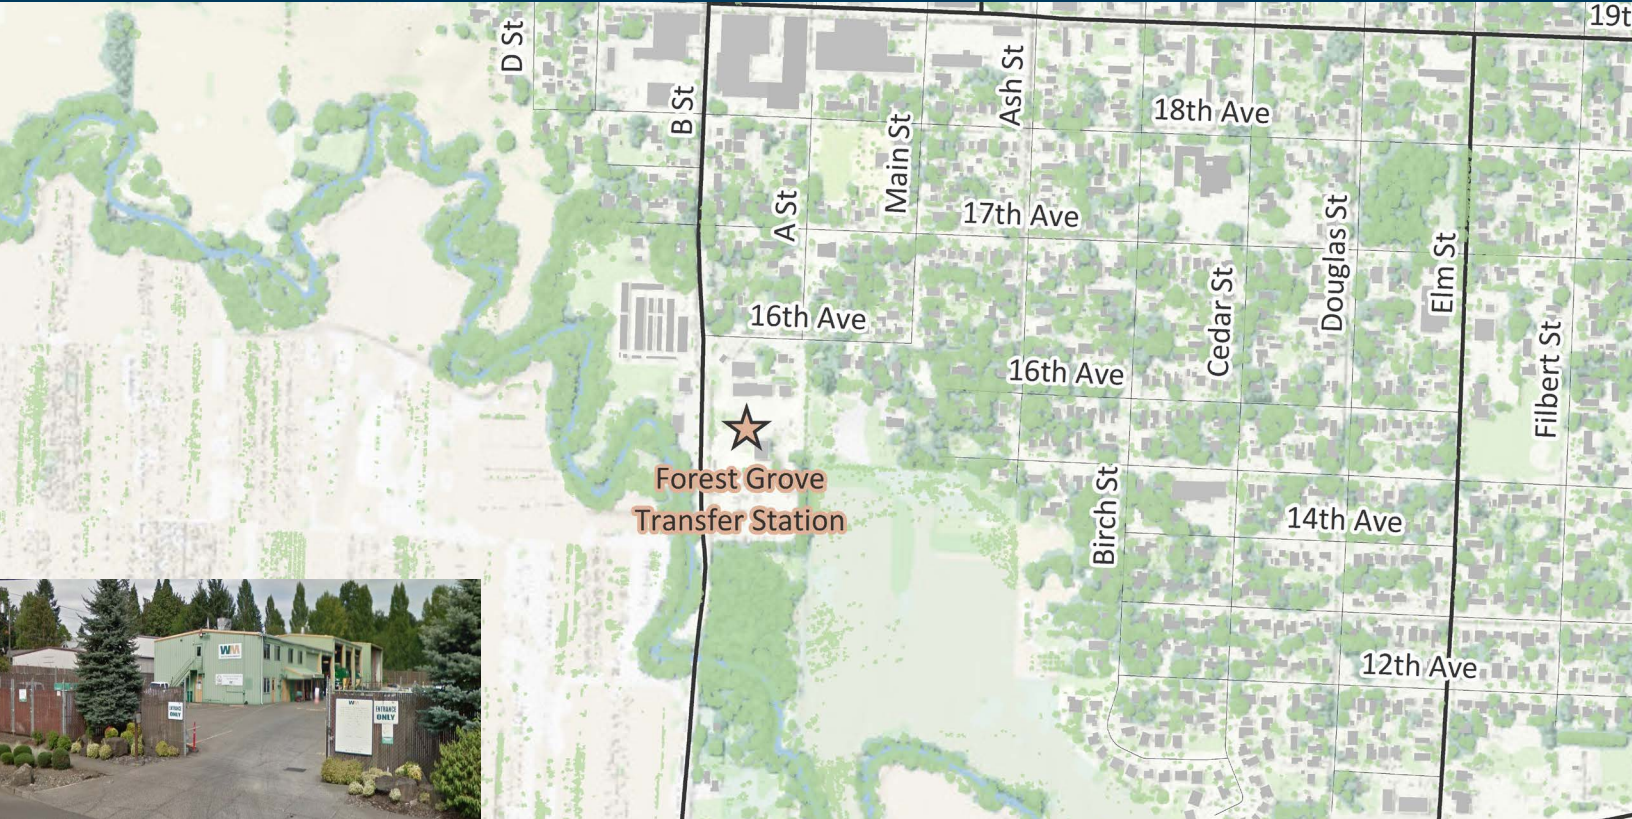 19t
D St
B St
Ash St
18th Ave
Main St
A St
17th Ave
Douglas St
Elm St
Cedar St
16th Ave
16th Ave
Filbert St
Forest Grove
Transfer Station
Birch St
14th Ave
12th Ave
WM
ENTRANCE
ONLY
ENTRANCE
ONLY